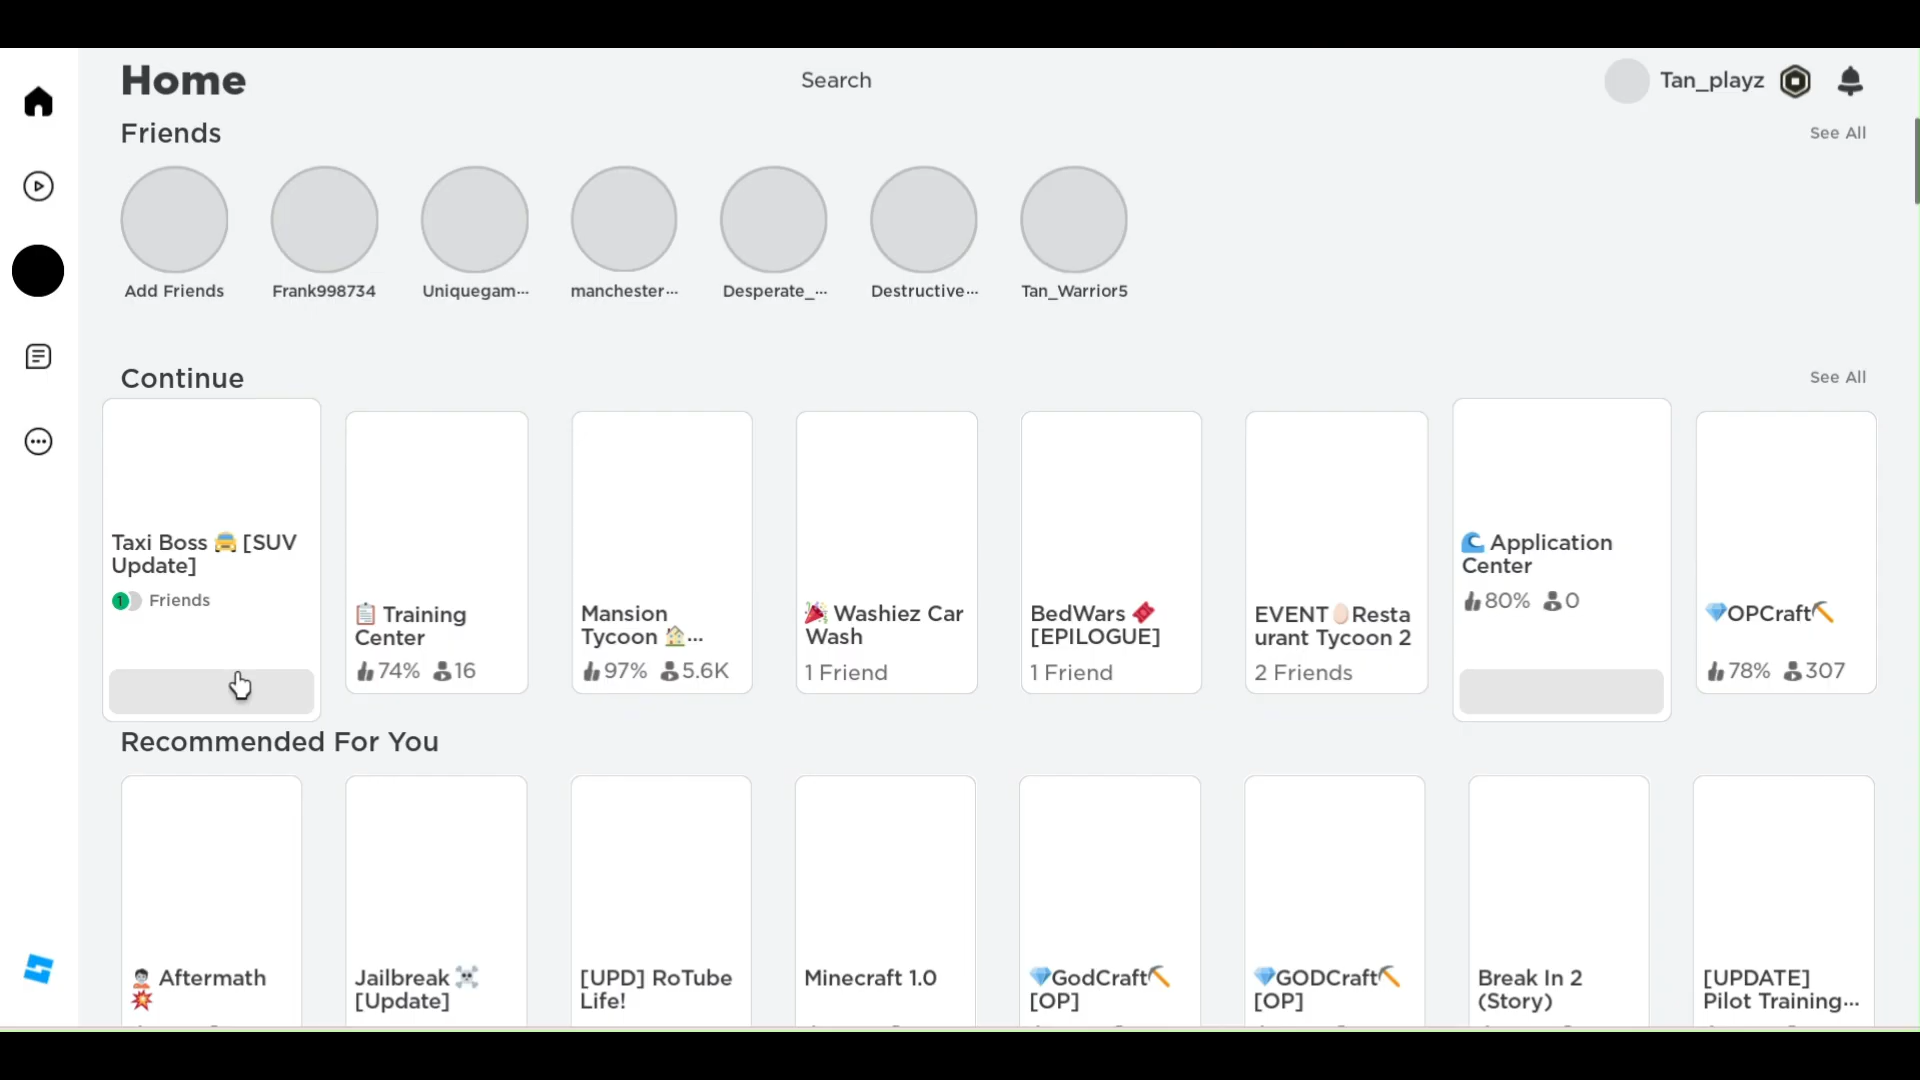 Home
Search
Tan_playz
Friends
See All
Add Friends
Frank998734
Uniquegam...
manchester...
Desperate_...
Destructive...
Tan_Warrior5
Continue
See All
Taxi Boss 🚖 [SUV
Update]
1 Friends
📋 Training
Center
74% 16
Mansion
Tycoon 🏠...
97% 5.6K
🎉 Washiez Car
Wash
1 Friend
BedWars 🎟️
[EPILOGUE]
1 Friend
EVENT🥚Resta
urant Tycoon 2
2 Friends
🌊 Application
Center
80% 0
💎OPCraft⛏️
78% 307
Recommended For You
🧟 Aftermath
💥
Jailbreak ☠️
[Update]
[UPD] RoTube
Life!
Minecraft 1.0
💎GodCraft⛏️
[OP]
💎GODCraft⛏️
[OP]
Break In 2
(Story)
[UPDATE]
Pilot Training...